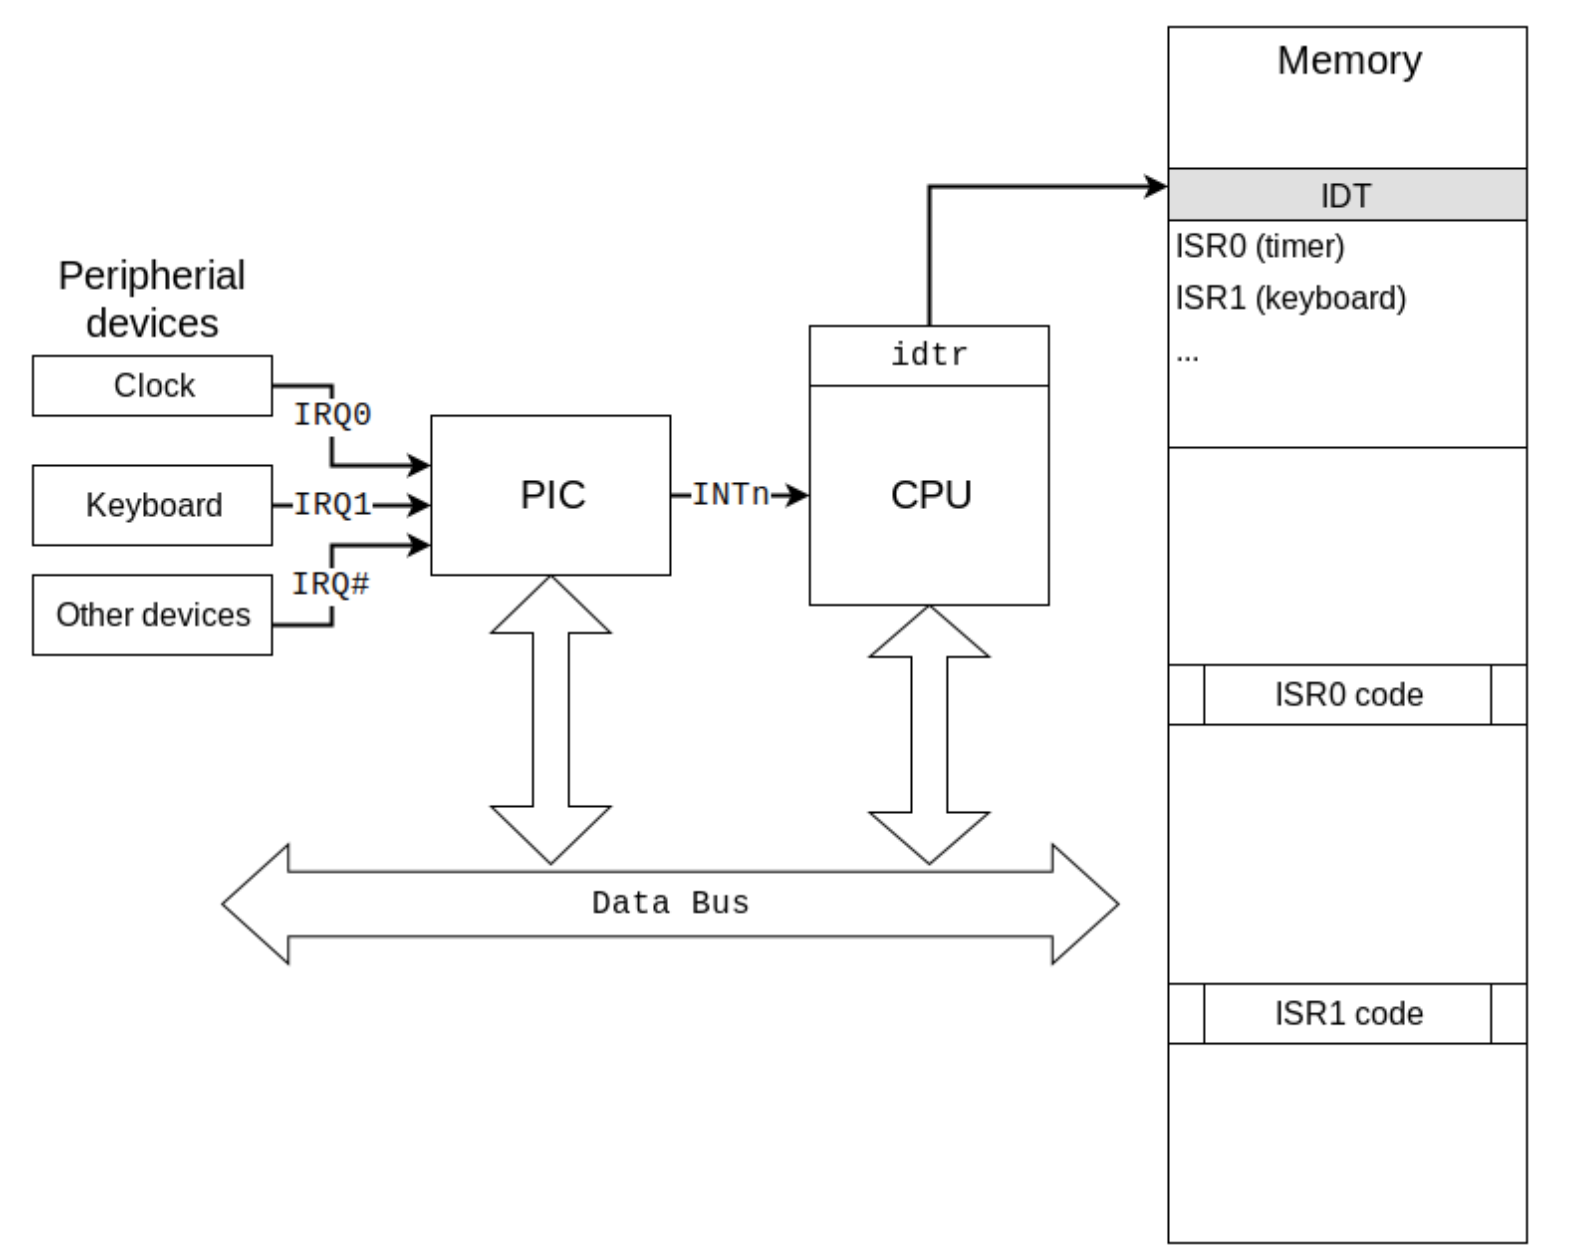 Memory
IDT
ISR0 (timer)
ISR1 (keyboard)
...
Peripherial
devices
Clock
IRQ0
Keyboard
IRQ1
IRQ#
Other devices
PIC
INTn
idtr
CPU
ISR0 code
Data Bus
ISR1 code